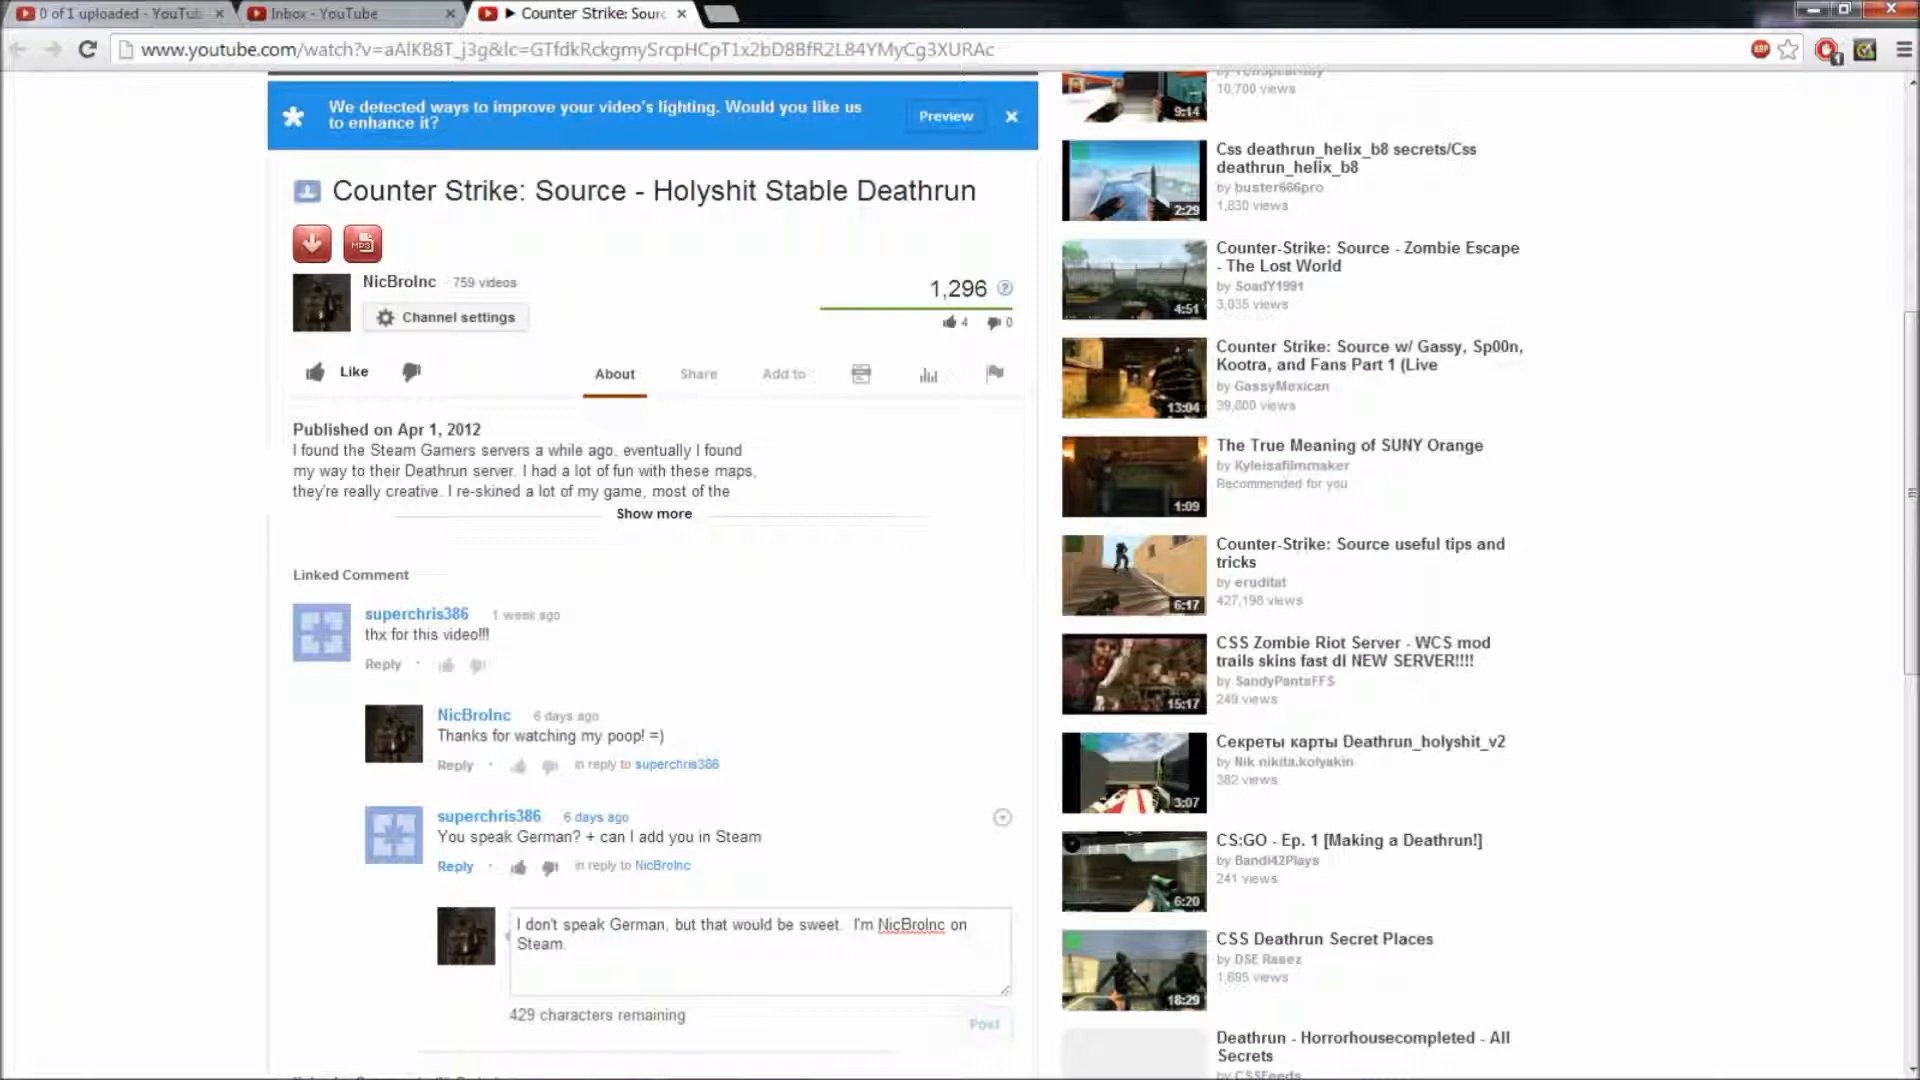 0 of 1 uploaded - YouTub
Inbox - YouTube
Counter Strike: Sourc
www.youtube.com/watch?v=aAlKB8T_j3g&lc=GTfdkRckgmySrcpHCpT1x2bD8BfR2L84YMyCg3XURAc
We detected ways to improve your video's lighting. Would you like us
to enhance it?
Preview
Counter Strike: Source - Holyshit Stable Deathrun
MP3
NicBroInc 759 videos
Channel settings
1,296
4 0
Like
About
Share
Add to
Published on Apr 1, 2012
I found the Steam Gamers servers a while ago, eventually I found
my way to their Deathrun server. I had a lot of fun with these maps,
they're really creative. I re-skined a lot of my game, most of the
Show more
Linked Comment
superchris386 1 week ago
thx for this video!!!
Reply
NicBroInc 6 days ago
Thanks for watching my poop! =)
Reply in reply to superchris386
superchris386 6 days ago
You speak German? + can I add you in Steam
Reply in reply to NicBroInc
I don't speak German, but that would be sweet. I'm NicBroInc on
Steam.
429 characters remaining
Post
10,700 views
9:14
Css deathrun_helix_b8 secrets/Css
deathrun_helix_b8
by buster666pro
1,830 views
2:29
Counter-Strike: Source - Zombie Escape
- The Lost World
by SoadY1991
3,035 views
4:51
Counter Strike: Source w/ Gassy, Sp00n,
Kootra, and Fans Part 1 (Live
by GassyMexican
39,800 views
13:04
The True Meaning of SUNY Orange
by Kyleisafilmmaker
Recommended for you
1:09
Counter-Strike: Source useful tips and
tricks
by eruditat
427,198 views
6:17
CSS Zombie Riot Server - WCS mod
trails skins fast dl NEW SERVER!!!!
by SandyPantsFFS
249 views
15:17
Секреты карты Deathrun_holyshit_v2
by Nik nikita.kolyakin
382 views
3:07
CS:GO - Ep. 1 [Making a Deathrun!]
by Bandi42Plays
241 views
6:20
CSS Deathrun Secret Places
by DSE Rasez
1,695 views
18:29
Deathrun - Horrorhousecompleted - All
Secrets
by CSSFeeds